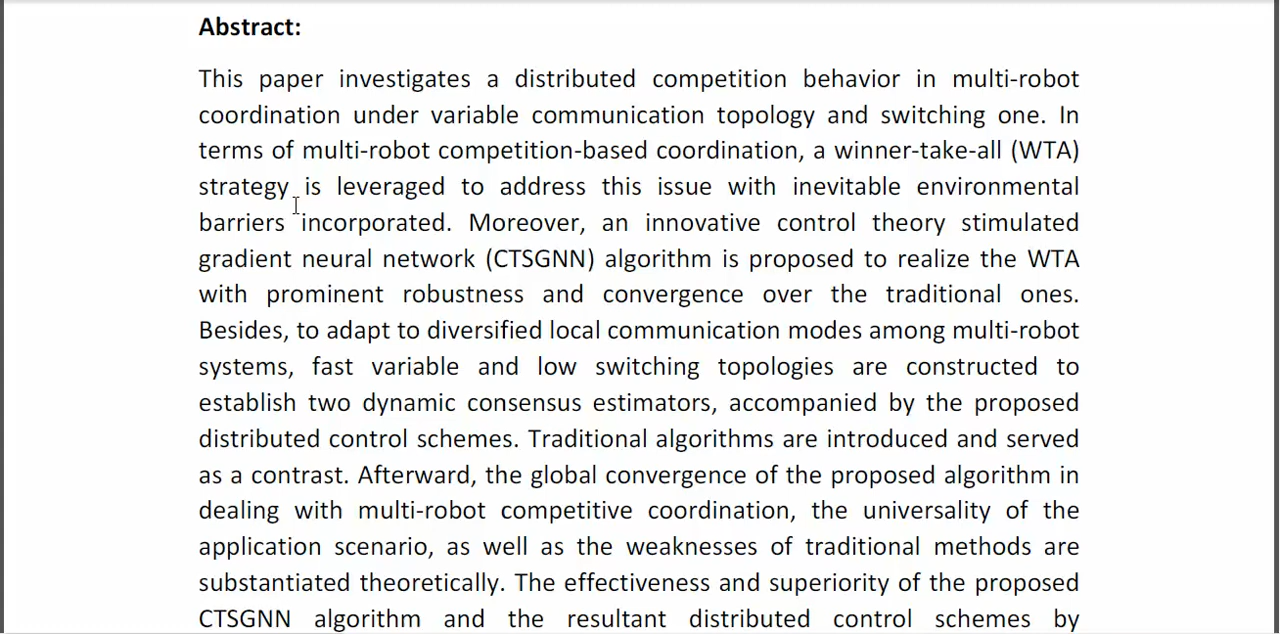 Abstract:
This paper investigates a distributed competition behavior in multi-robot
coordination under variable communication topology and switching one. In
terms of multi-robot competition-based coordination, a winner-take-all (WTA)
strategy is leveraged to address this issue with inevitable environmental
barriers incorporated. Moreover, an innovative control theory stimulated
gradient neural network (CTSGNN) algorithm is proposed to realize the WTA
with prominent robustness and convergence over the traditional ones.
Besides, to adapt to diversified local communication modes among multi-robot
systems, fast variable and low switching topologies are constructed to
establish two dynamic consensus estimators, accompanied by the proposed
distributed control schemes. Traditional algorithms are introduced and served
as a contrast. Afterward, the global convergence of the proposed algorithm in
dealing with multi-robot competitive coordination, the universality of the
application scenario, as well as the weaknesses of traditional methods are
substantiated theoretically. The effectiveness and superiority of the proposed
CTSGNN algorithm and the resultant distributed control schemes by